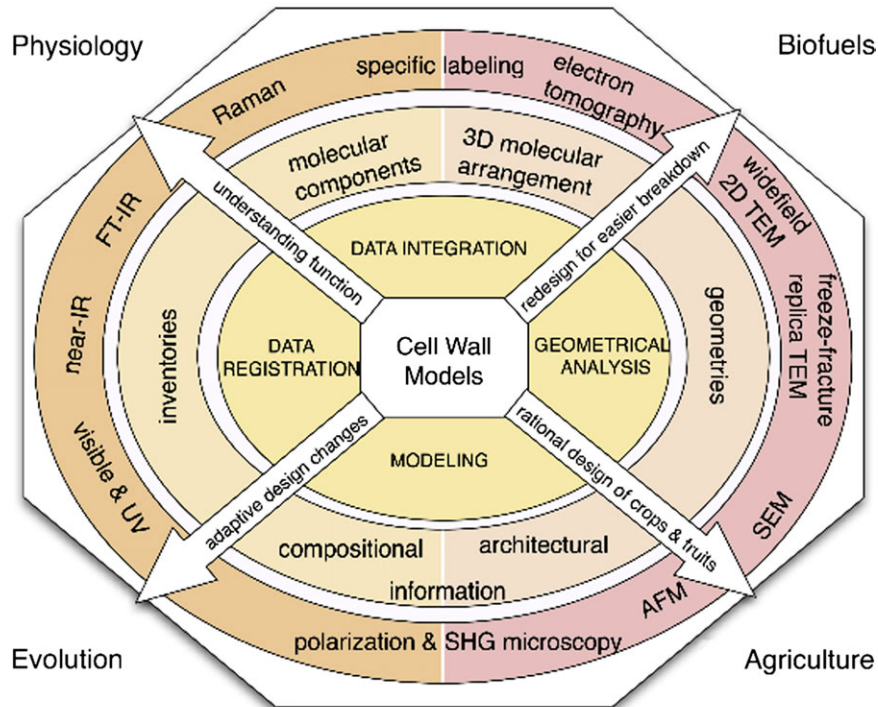 Physiology
Biofuels
specific labeling
electron
tomography
Raman
widefield
2D TEM
FT-IR
freeze-fracture
replica TEM
near-IR
visible & UV
SEM
AFM
polarization & SHG microscopy
molecular
components
3D molecular
arrangement
inventories
geometries
compositional
architectural
information
understanding function
redesign for easier breakdown
adaptive design changes
rational design of crops & fruits
DATA INTEGRATION
DATA
REGISTRATION
Cell Wall
Models
GEOMETRICAL
ANALYSIS
MODELING
Evolution
Agriculture